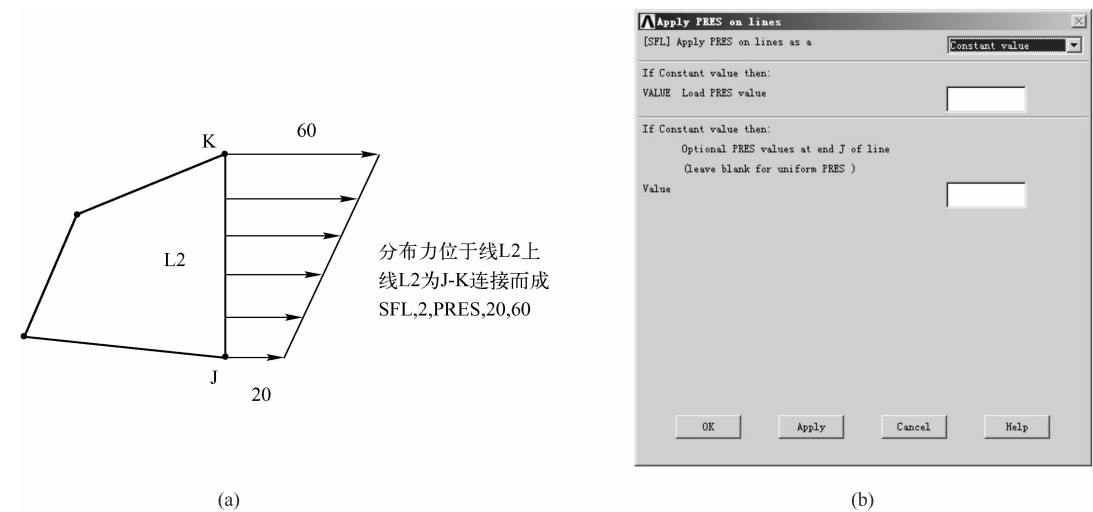 K
60
L2
分布力位于线L2上
线L2为J-K连接而成
SFL,2,PRES,20,60
J
20
(a)
Apply PRES on lines
[SFL] Apply PRES on lines as a
Constant value
If Constant value then:
VALUE Load PRES value
If Constant value then:
Optional PRES values at end J of line
(leave blank for uniform PRES )
Value
OK
Apply
Cancel
Help
(b)